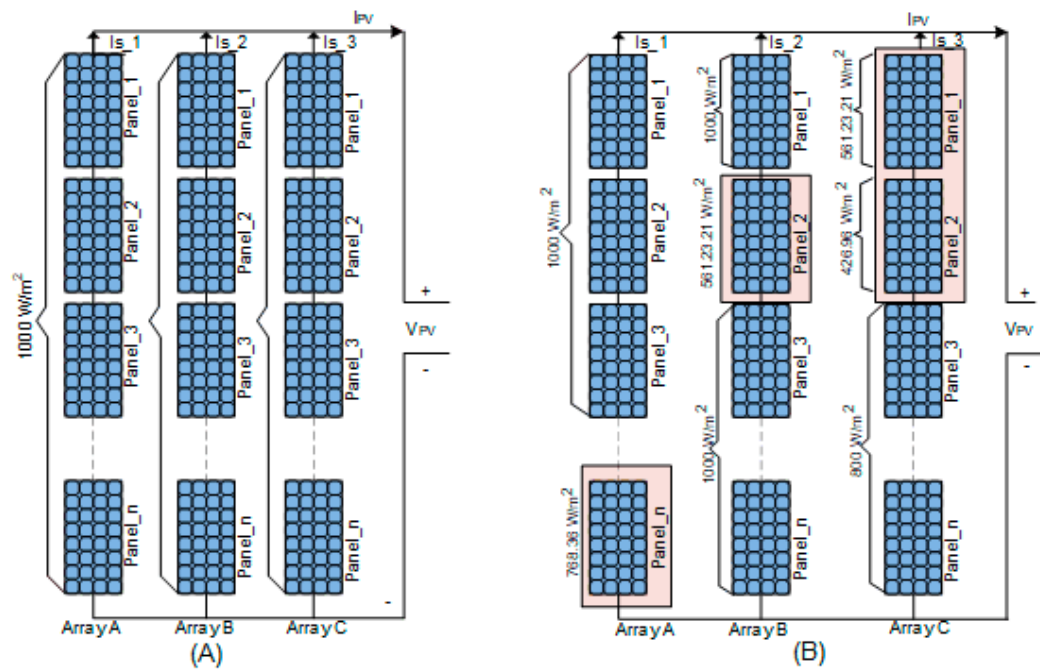 IPV
Is_1
Is_2
Is_3
Panel_1
Panel_1
Panel_1
Panel_2
Panel_2
Panel_2
1000 W/m²
Panel_3
Panel_3
Panel_3
+
VPV
-
Panel_n
Panel_n
Panel_n
-
Array A
Array B
Array C
(A)
IPV
Is_1
Is_2
Is_3
Panel_1
1000 W/m²
Panel_1
561.23.21 W/m²
Panel_1
1000 W/m²
Panel_2
561.23.21 W/m²
Panel_2
426.96 W/m²
Panel_2
Panel_3
Panel_3
Panel_3
+
VPV
-
1000 W/m²
800 W/m²
768.36 W/m²
Panel_n
Panel_n
Panel_n
Array A
Array B
Array C
(B)